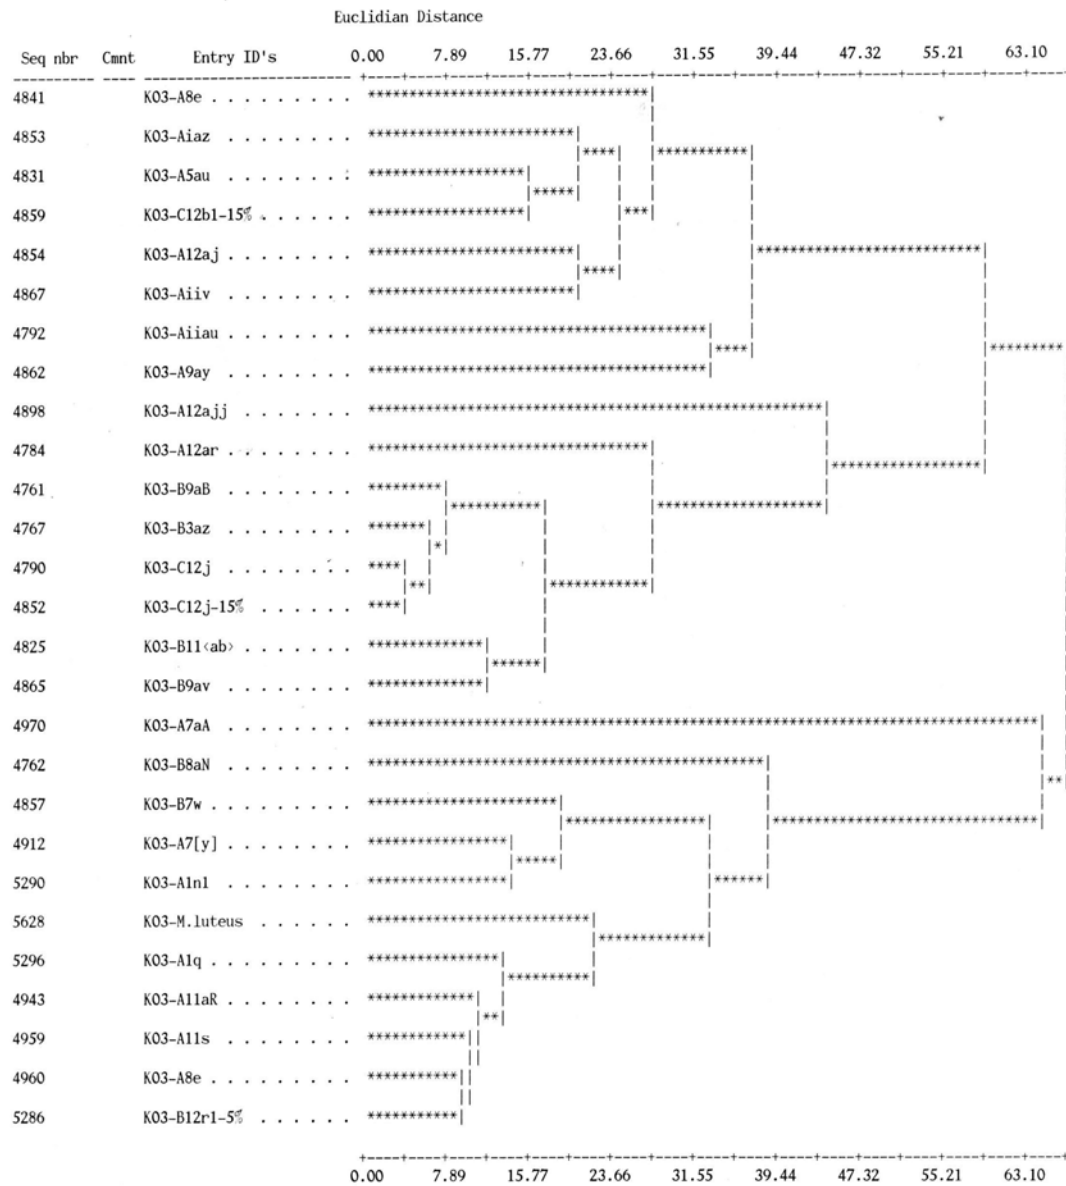 Euclidian Distance
Seq nbr Cmnt Entry ID's 0.00 7.89 15.77 23.66 31.55 39.44 47.32 55.21 63.10
4841 K03-A8e
4853 K03-Aiaz
4831 K03-A5au
4859 K03-C12b1-15%
4854 K03-A12aj
4867 K03-Aiiv
4792 K03-Aiiau
4862 K03-A9ay
4898 K03-A12ajj
4784 K03-A12ar
4761 K03-B9aB
4767 K03-B3az
4790 K03-C12j
4852 K03-C12j-15%
4825 K03-B11<ab>
4865 K03-B9av
4970 K03-A7aA
4762 K03-B8aN
4857 K03-B7w
4912 K03-A7[y]
5290 K03-A1n1
5628 K03-M.luteus
5296 K03-A1q
4943 K03-A11aR
4959 K03-A11s
4960 K03-A8e
5286 K03-B12r1-5%
0.00 7.89 15.77 23.66 31.55 39.44 47.32 55.21 63.10